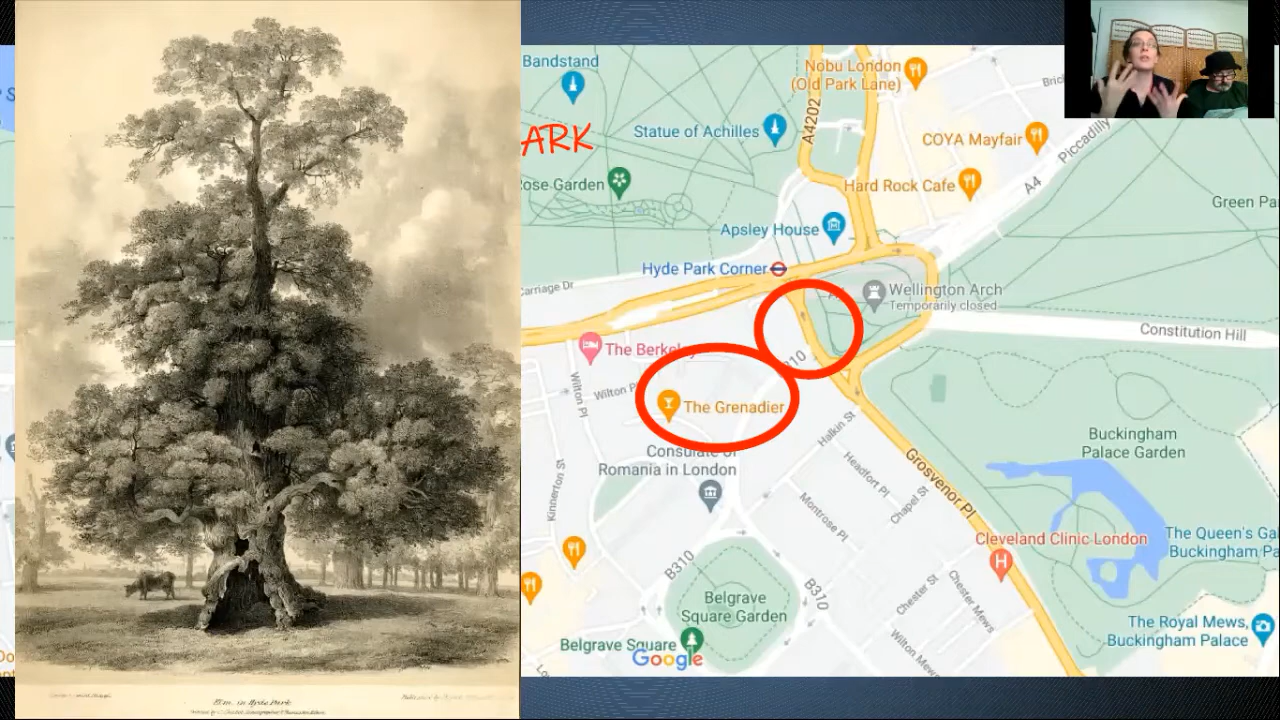 Elm in Hyde Park
Bandstand
ARK
ose Garden
Carriage Dr
Nobu London
(Old Park Lane)
A4202
Statue of Achilles
COYA Mayfair
Piccadilly
A4
Hard Rock Cafe
Green Pa
Apsley House
Hyde Park Corner
Wellington Arch
Temporarily closed
Constitution Hill
The Berkeley
Wilton Pl
Wilton P
The Grenadier
Halkin St
Consulate of
Romania in London
Kinnerton St
Headfort Pl
Montrose Pl
Chapel St
Grosvenor Pl
Buckingham
Palace Garden
Cleveland Clinic London
The Queen's Ga
Buckingham Pa
B310
B310
Belgrave
Square Garden
Chester St
Chester Mews
Wilton Mews
The Royal Mews,
Buckingham Palace
Belgrave Square
Google